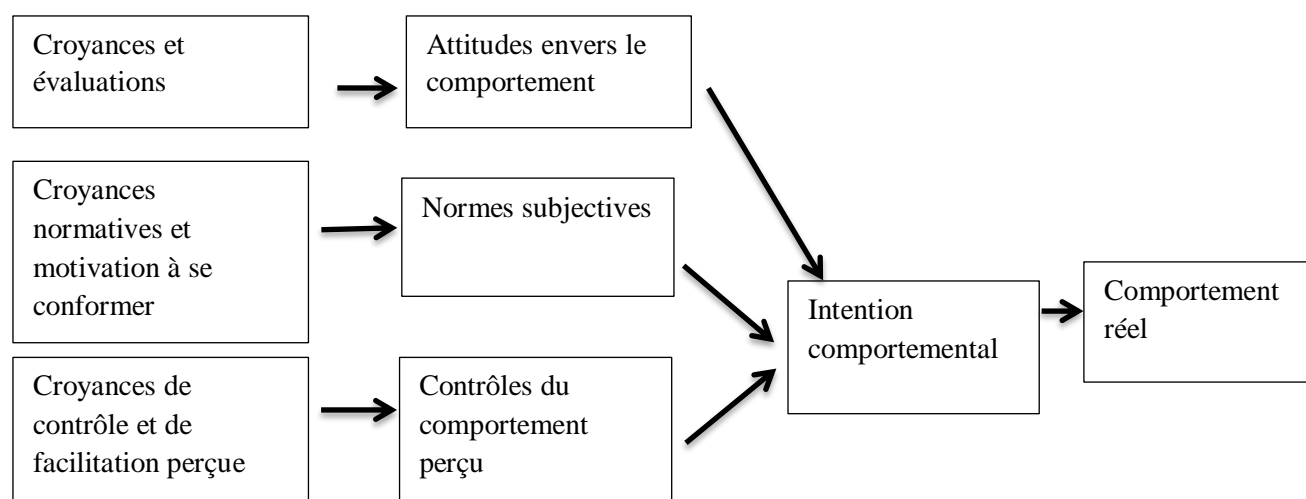 Croyances et
évaluations
Attitudes envers le
comportement
Croyances
normatives et
motivation à se
conformer
Normes subjectives
Croyances de
contrôle et de
facilitation perçue
Contrôles du
comportement
perçu
Intention
comportemental
Comportement
réel